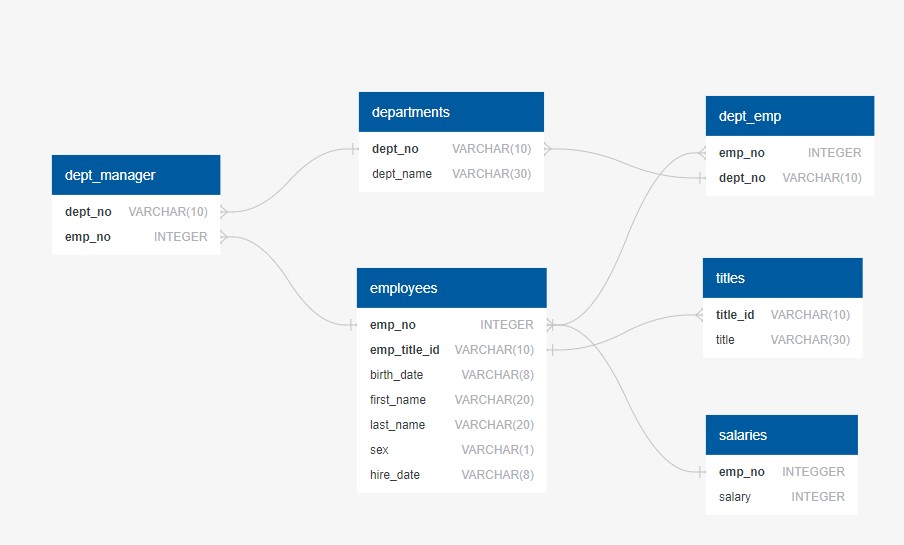 departments
dept_no VARCHAR(10)
dept_name VARCHAR(30)
dept_emp
emp_no INTEGER
dept_no VARCHAR(10)
dept_manager
dept_no VARCHAR(10)
emp_no INTEGER
employees
emp_no INTEGER
emp_title_id VARCHAR(10)
birth_date VARCHAR(8)
first_name VARCHAR(20)
last_name VARCHAR(20)
sex VARCHAR(1)
hire_date VARCHAR(8)
titles
title_id VARCHAR(10)
title VARCHAR(30)
salaries
emp_no INTEGGER
salary INTEGER